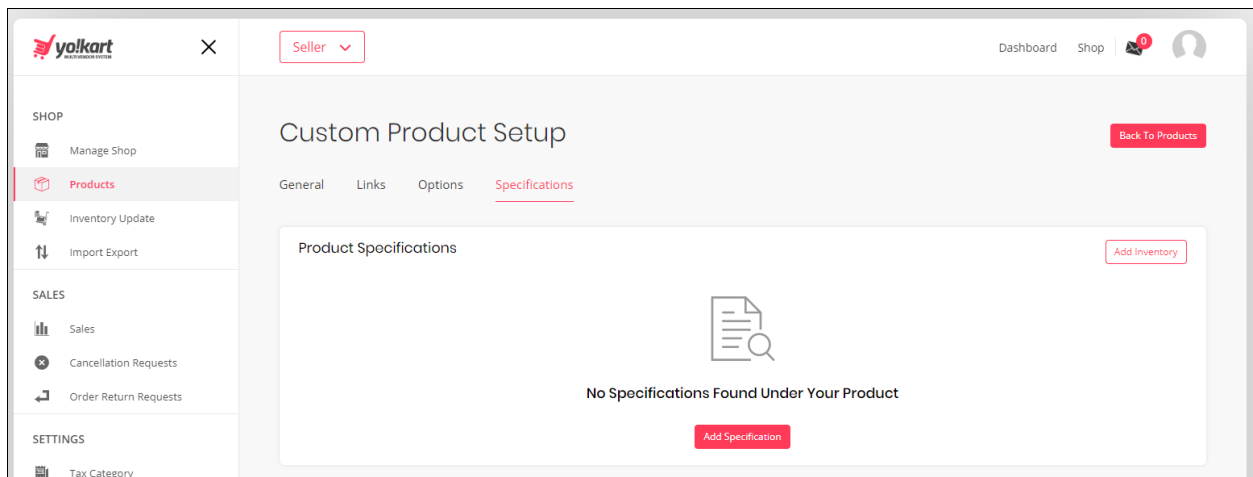 yo!kart
MULTI VENDOR SYSTEM
Seller
Dashboard Shop 0
SHOP
Manage Shop
Products
Inventory Update
Import Export
SALES
Sales
Cancellation Requests
Order Return Requests
SETTINGS
Tax Category
Custom Product Setup
Back To Products
General Links Options Specifications
Product Specifications
Add Inventory
No Specifications Found Under Your Product
Add Specification